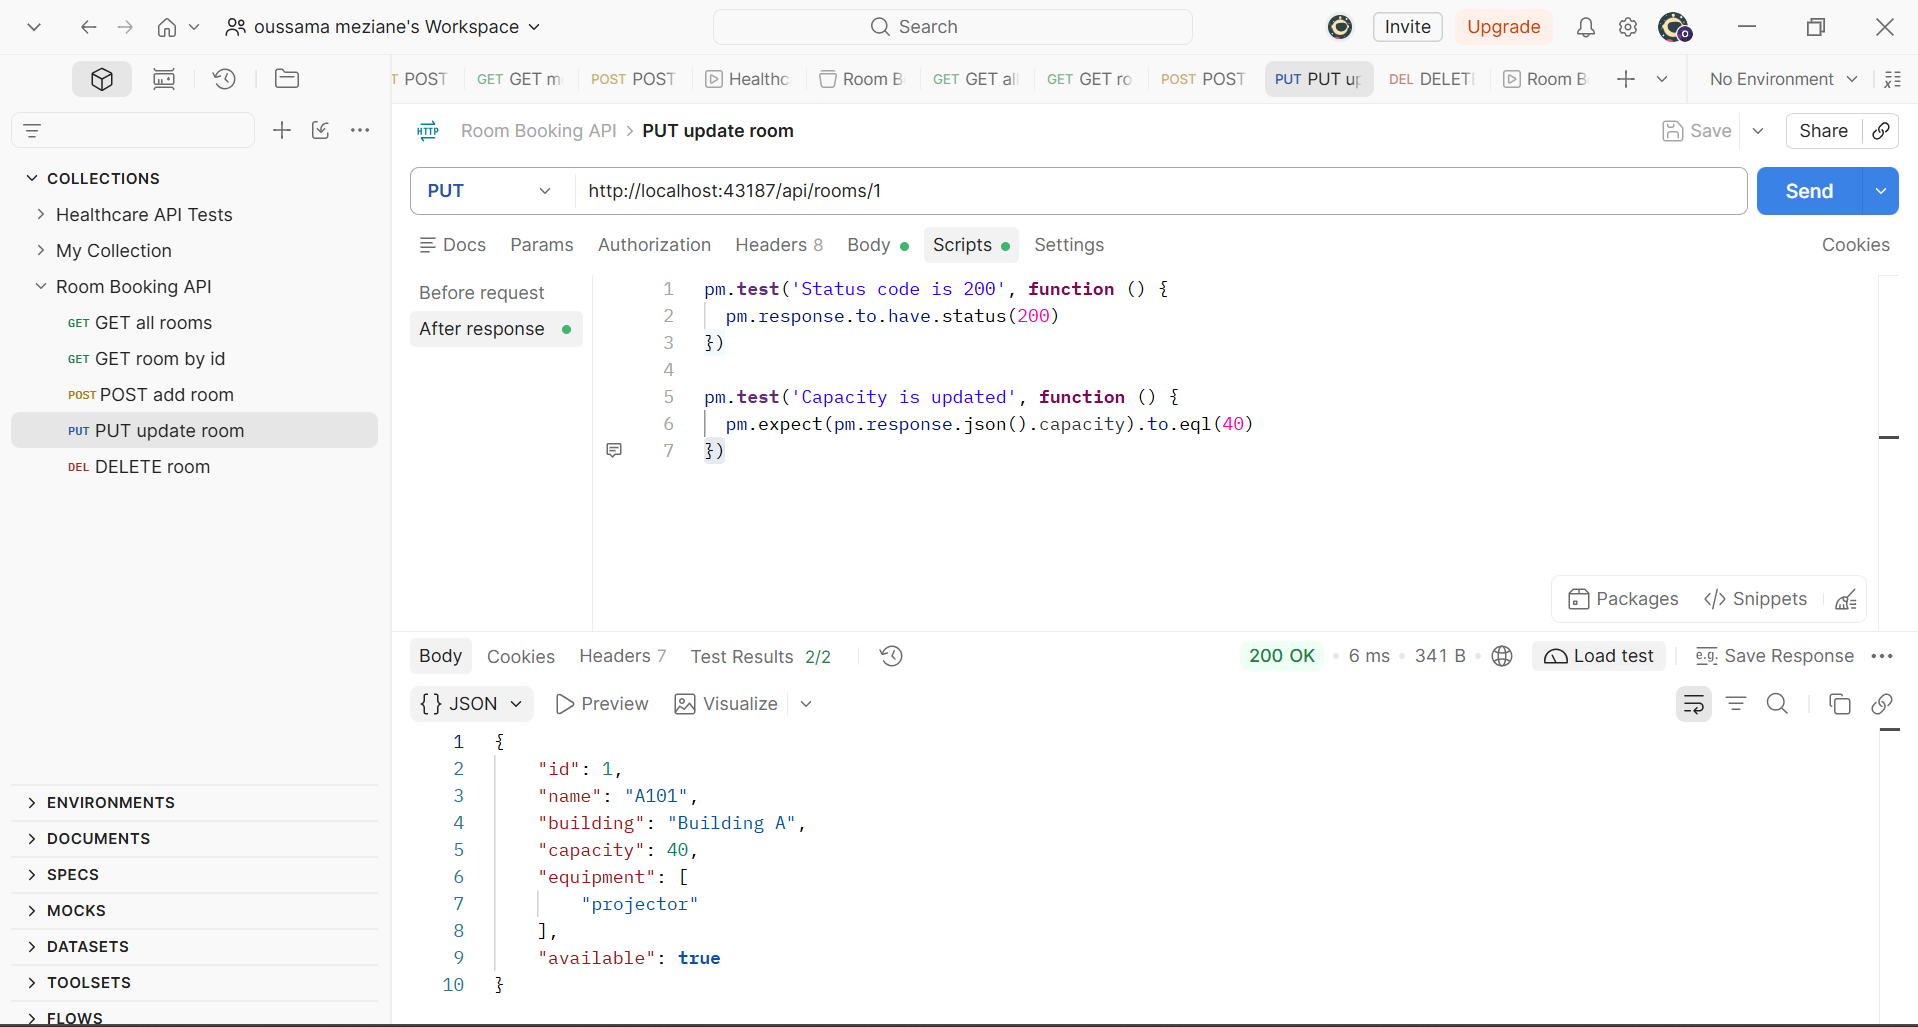 oussama meziane's Workspace
Search
Invite
Upgrade
POST
GET GET m
POST POST
Healthc
Room B
GET GET all
GET GET ro
POST POST
PUT PUT up
DEL DELET
Room B
No Environment
HTTP
Room Booking API > PUT update room
Save
Share
COLLECTIONS
Healthcare API Tests
My Collection
Room Booking API
GET GET all rooms
GET GET room by id
POST POST add room
PUT PUT update room
DEL DELETE room
ENVIRONMENTS
DOCUMENTS
SPECS
MOCKS
DATASETS
TOOLSETS
FLOWS
PUT
http://localhost:43187/api/rooms/1
Send
Docs
Params
Authorization
Headers 8
Body
Scripts
Settings
Cookies
Before request
After response
1 pm.test('Status code is 200', function () {
2 pm.response.to.have.status(200)
3 })
4
5 pm.test('Capacity is updated', function () {
6 pm.expect(pm.response.json().capacity).to.eql(40)
7 })
Packages
</> Snippets
Body
Cookies
Headers 7
Test Results 2/2
200 OK • 6 ms • 341 B
Load test
e.g. Save Response
{} JSON
Preview
Visualize
1 {
2 "id": 1,
3 "name": "A101",
4 "building": "Building A",
5 "capacity": 40,
6 "equipment": [
7 "projector"
8 ],
9 "available": true
10 }